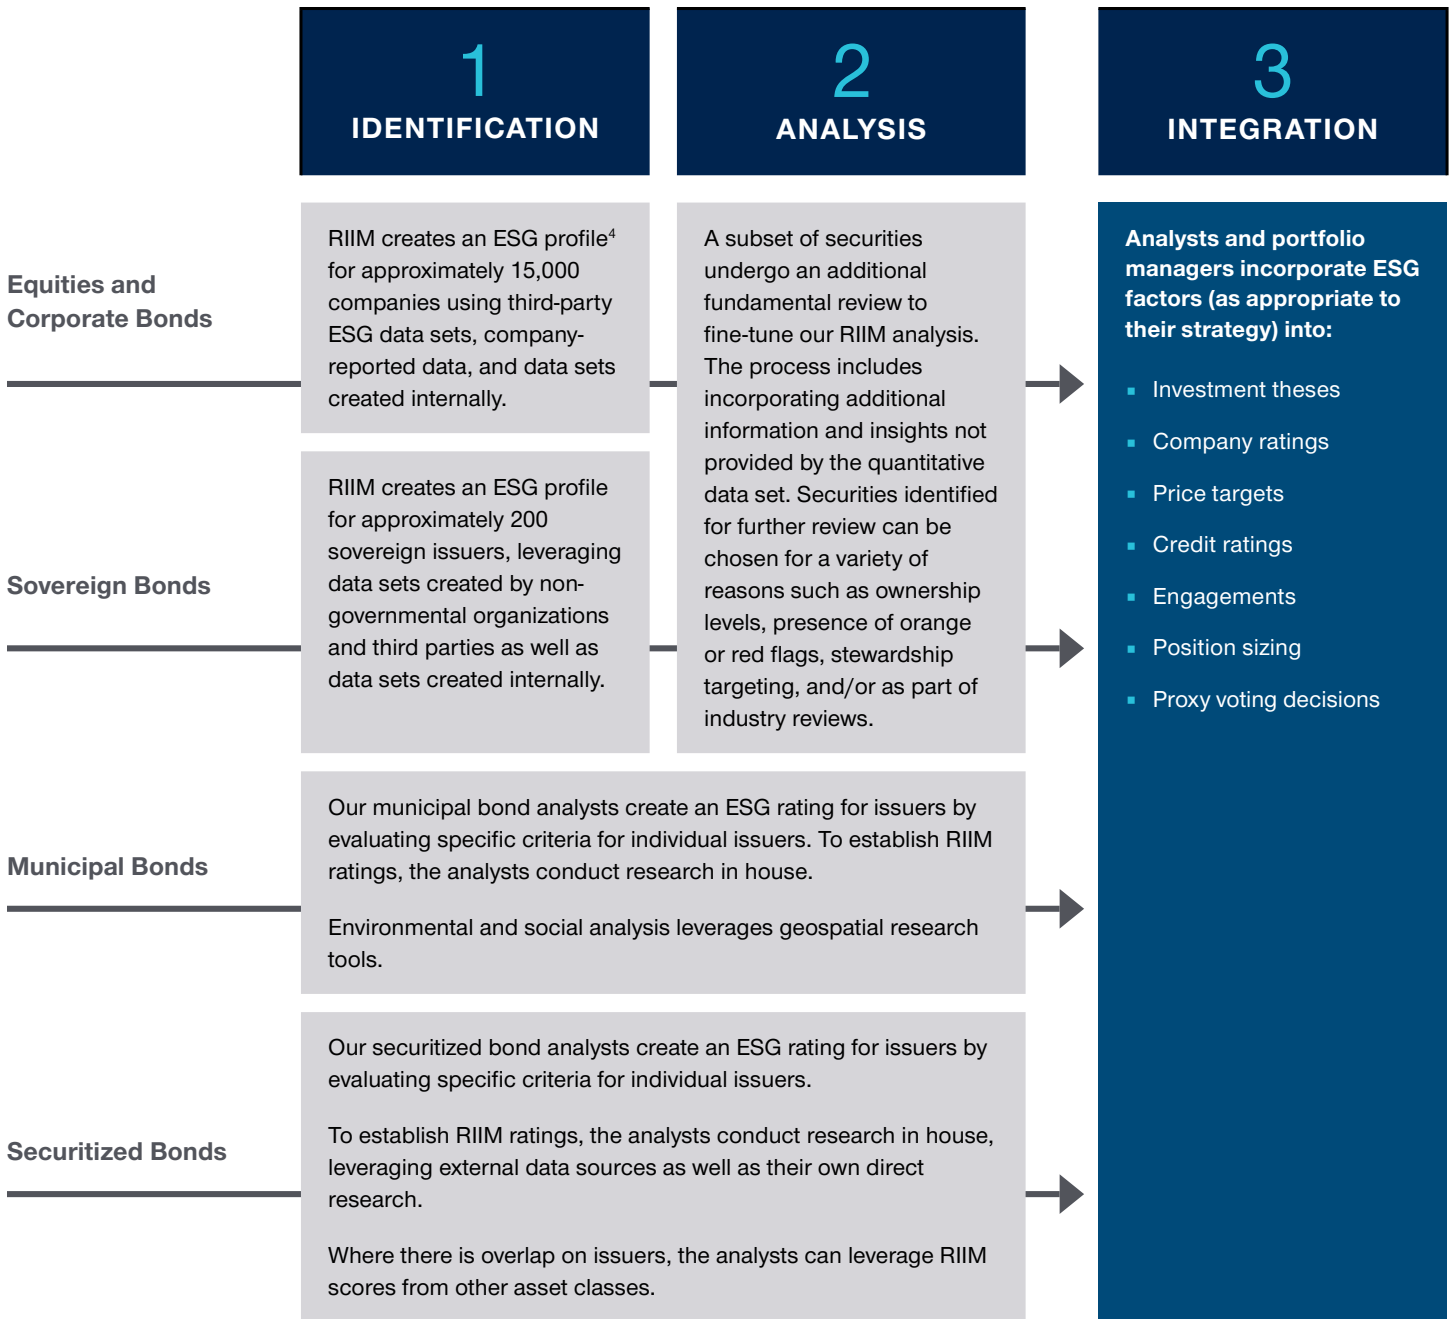 1
IDENTIFICATION
2
ANALYSIS
3
INTEGRATION
Equities and
Corporate Bonds
RIIM creates an ESG profile⁴
for approximately 15,000
companies using third-party
ESG data sets, company-
reported data, and data sets
created internally.
Sovereign Bonds
RIIM creates an ESG profile
for approximately 200
sovereign issuers, leveraging
data sets created by non-
governmental organizations
and third parties as well as
data sets created internally.
A subset of securities
undergo an additional
fundamental review to
fine-tune our RIIM analysis.
The process includes
incorporating additional
information and insights not
provided by the quantitative
data set. Securities identified
for further review can be
chosen for a variety of
reasons such as ownership
levels, presence of orange
or red flags, stewardship
targeting, and/or as part of
industry reviews.
Municipal Bonds
Our municipal bond analysts create an ESG rating for issuers by
evaluating specific criteria for individual issuers. To establish RIIM
ratings, the analysts conduct research in house.
Environmental and social analysis leverages geospatial research
tools.
Securitized Bonds
Our securitized bond analysts create an ESG rating for issuers by
evaluating specific criteria for individual issuers.
To establish RIIM ratings, the analysts conduct research in house,
leveraging external data sources as well as their own direct
research.
Where there is overlap on issuers, the analysts can leverage RIIM
scores from other asset classes.
Analysts and portfolio
managers incorporate ESG
factors (as appropriate to
their strategy) into:
▪ Investment theses
▪ Company ratings
▪ Price targets
▪ Credit ratings
▪ Engagements
▪ Position sizing
▪ Proxy voting decisions